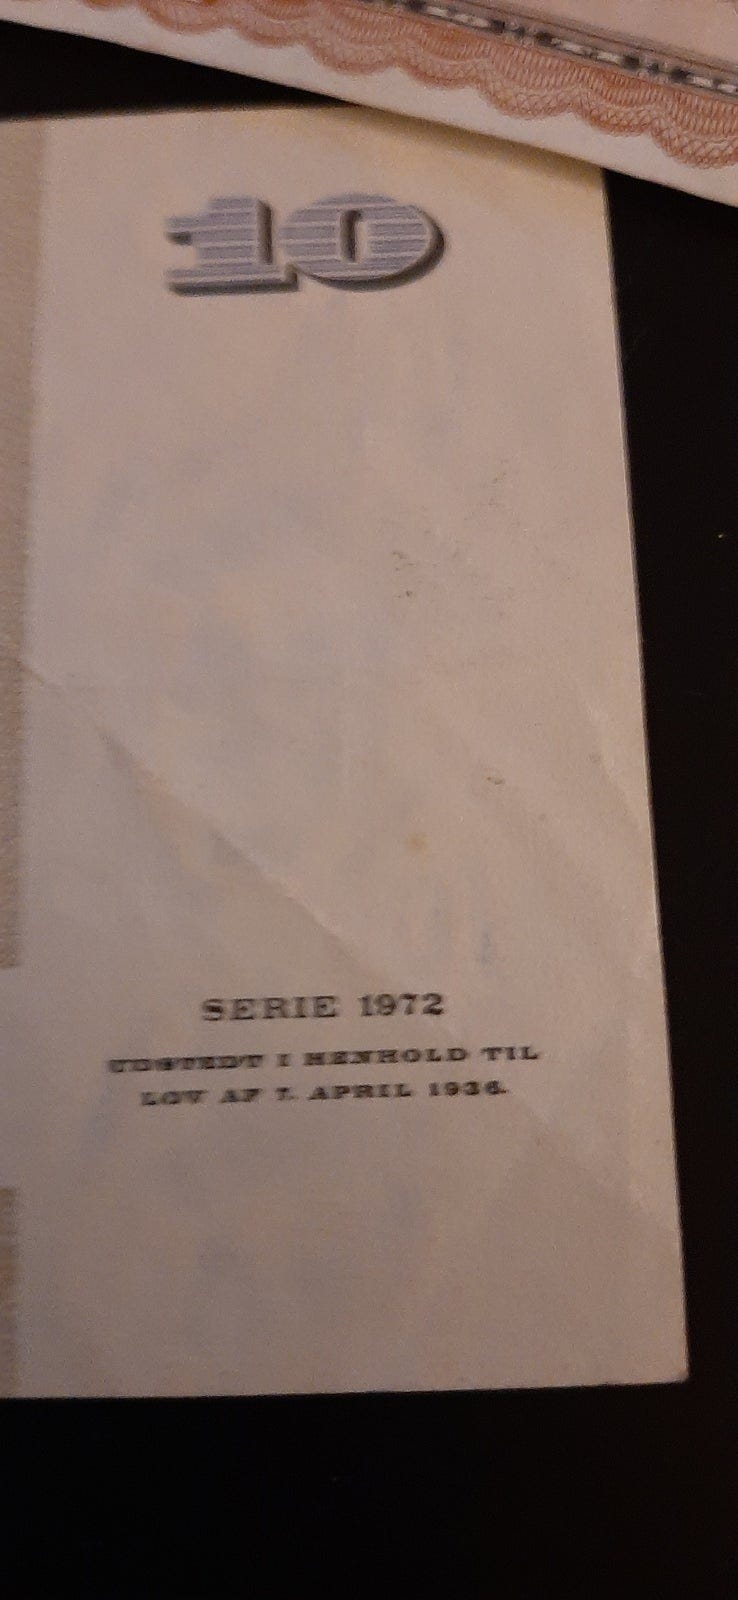 10
SERIE 1972
UDSTEDT I HENHOLD TIL
LOV AF 7. APRIL 1936.